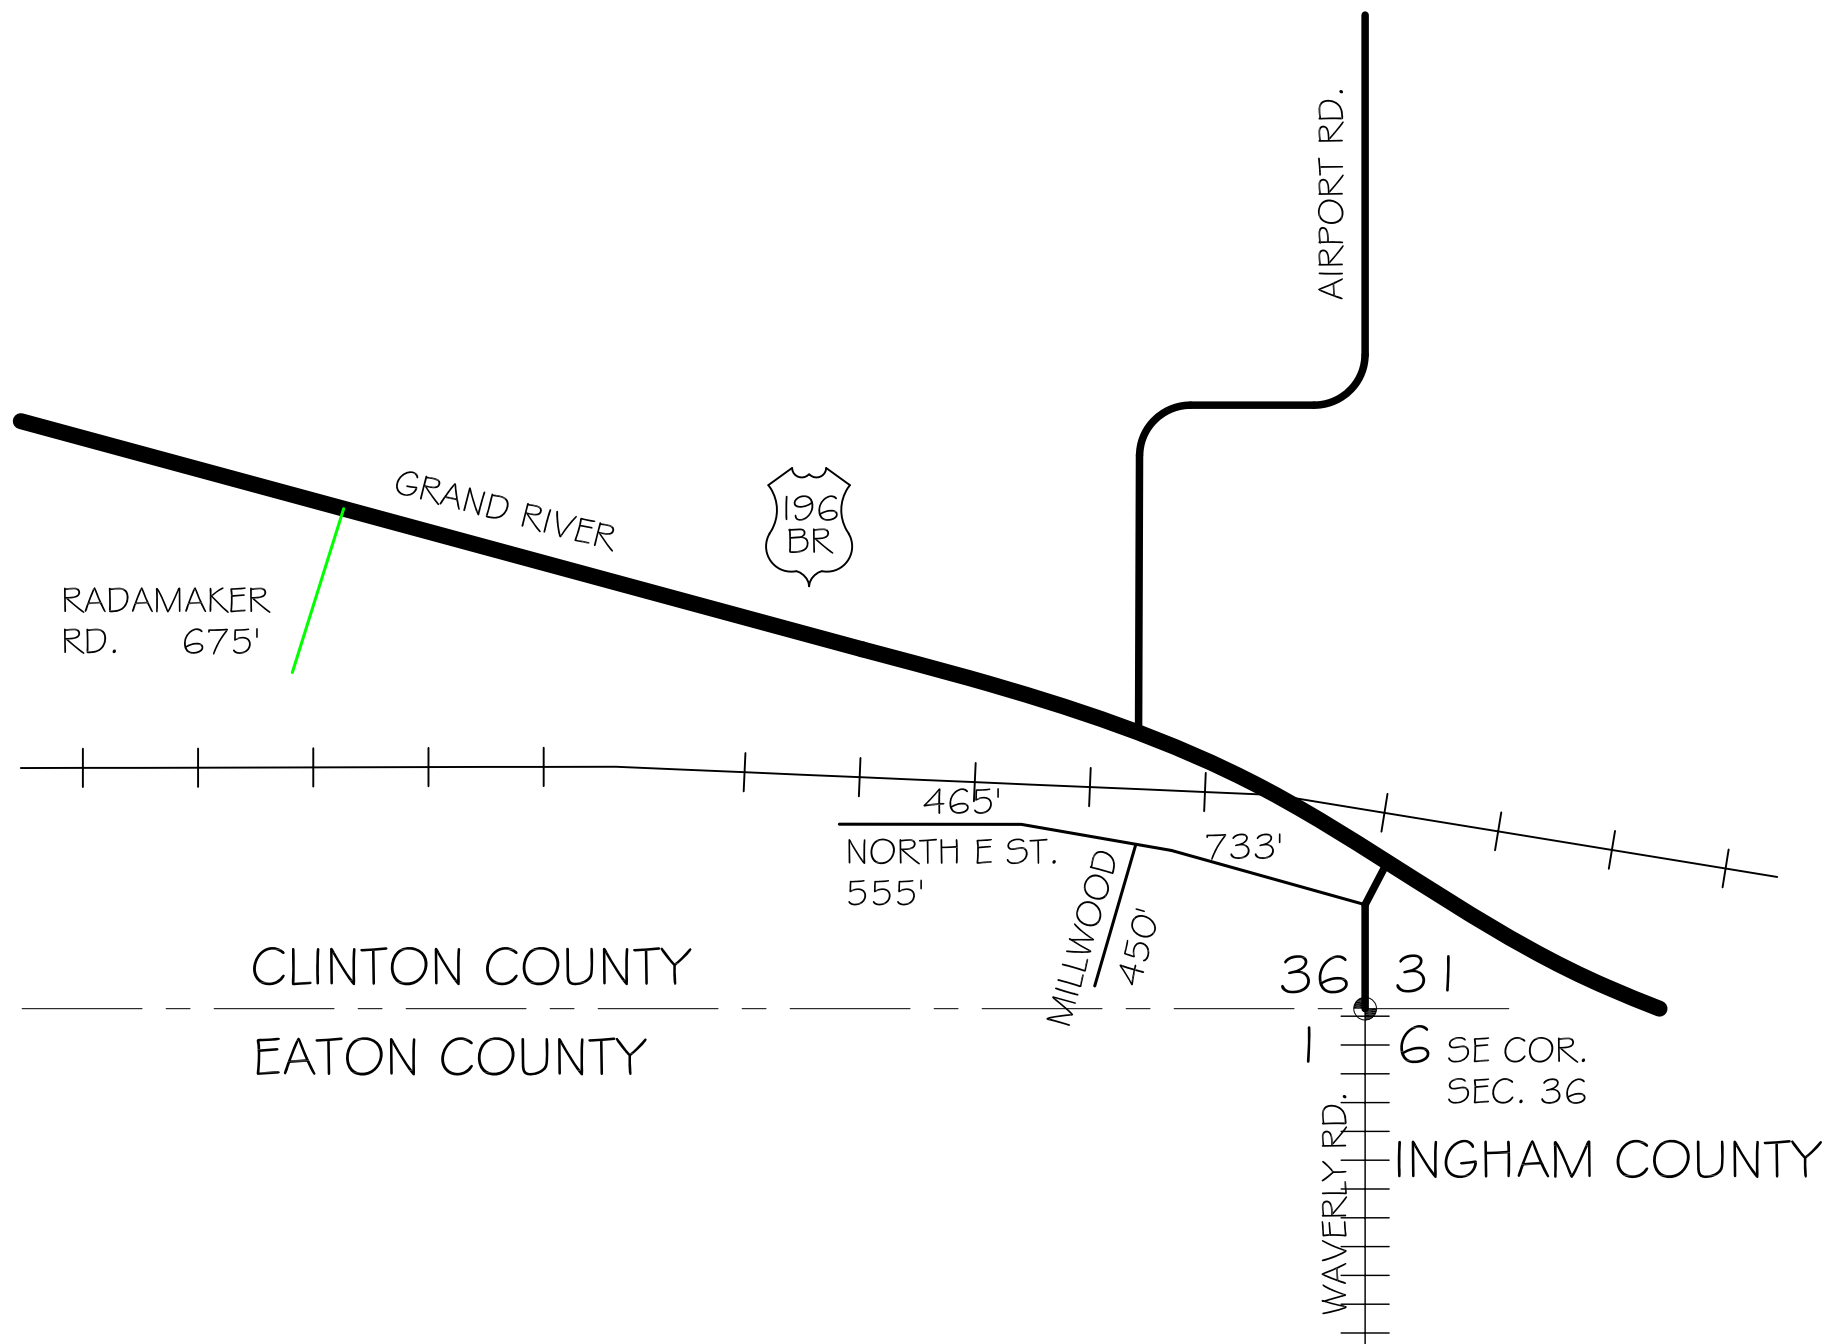 AIRPORT RD.
GRAND RIVER
196
BR
RADAMAKER
RD. 675'
465'
NORTH E ST.
555'
733'
MILLWOOD
450'
CLINTON COUNTY
36 31
EATON COUNTY
1 6 SE COR.
SEC. 36
WAVERLY RD.
INGHAM COUNTY